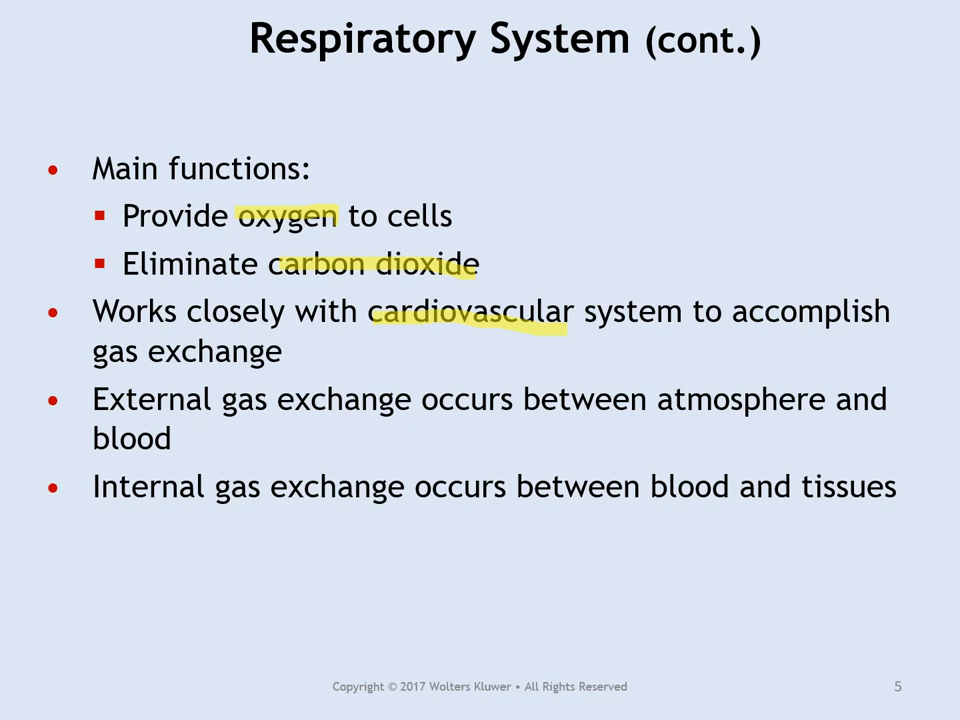 Respiratory System (cont.)
• Main functions:
▪ Provide oxygen to cells
▪ Eliminate carbon dioxide
• Works closely with cardiovascular system to accomplish
gas exchange
• External gas exchange occurs between atmosphere and
blood
• Internal gas exchange occurs between blood and tissues
Copyright © 2017 Wolters Kluwer • All Rights Reserved
5